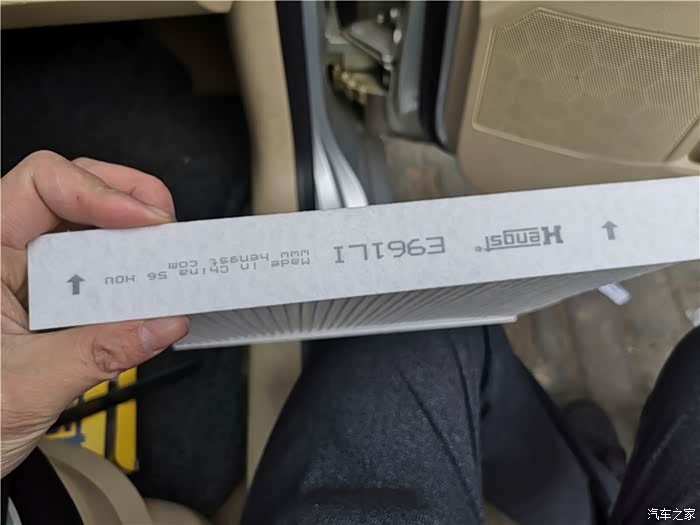 Hengst®
E961LI
Made in China 56 HOU
www.hengst.com
汽车之家